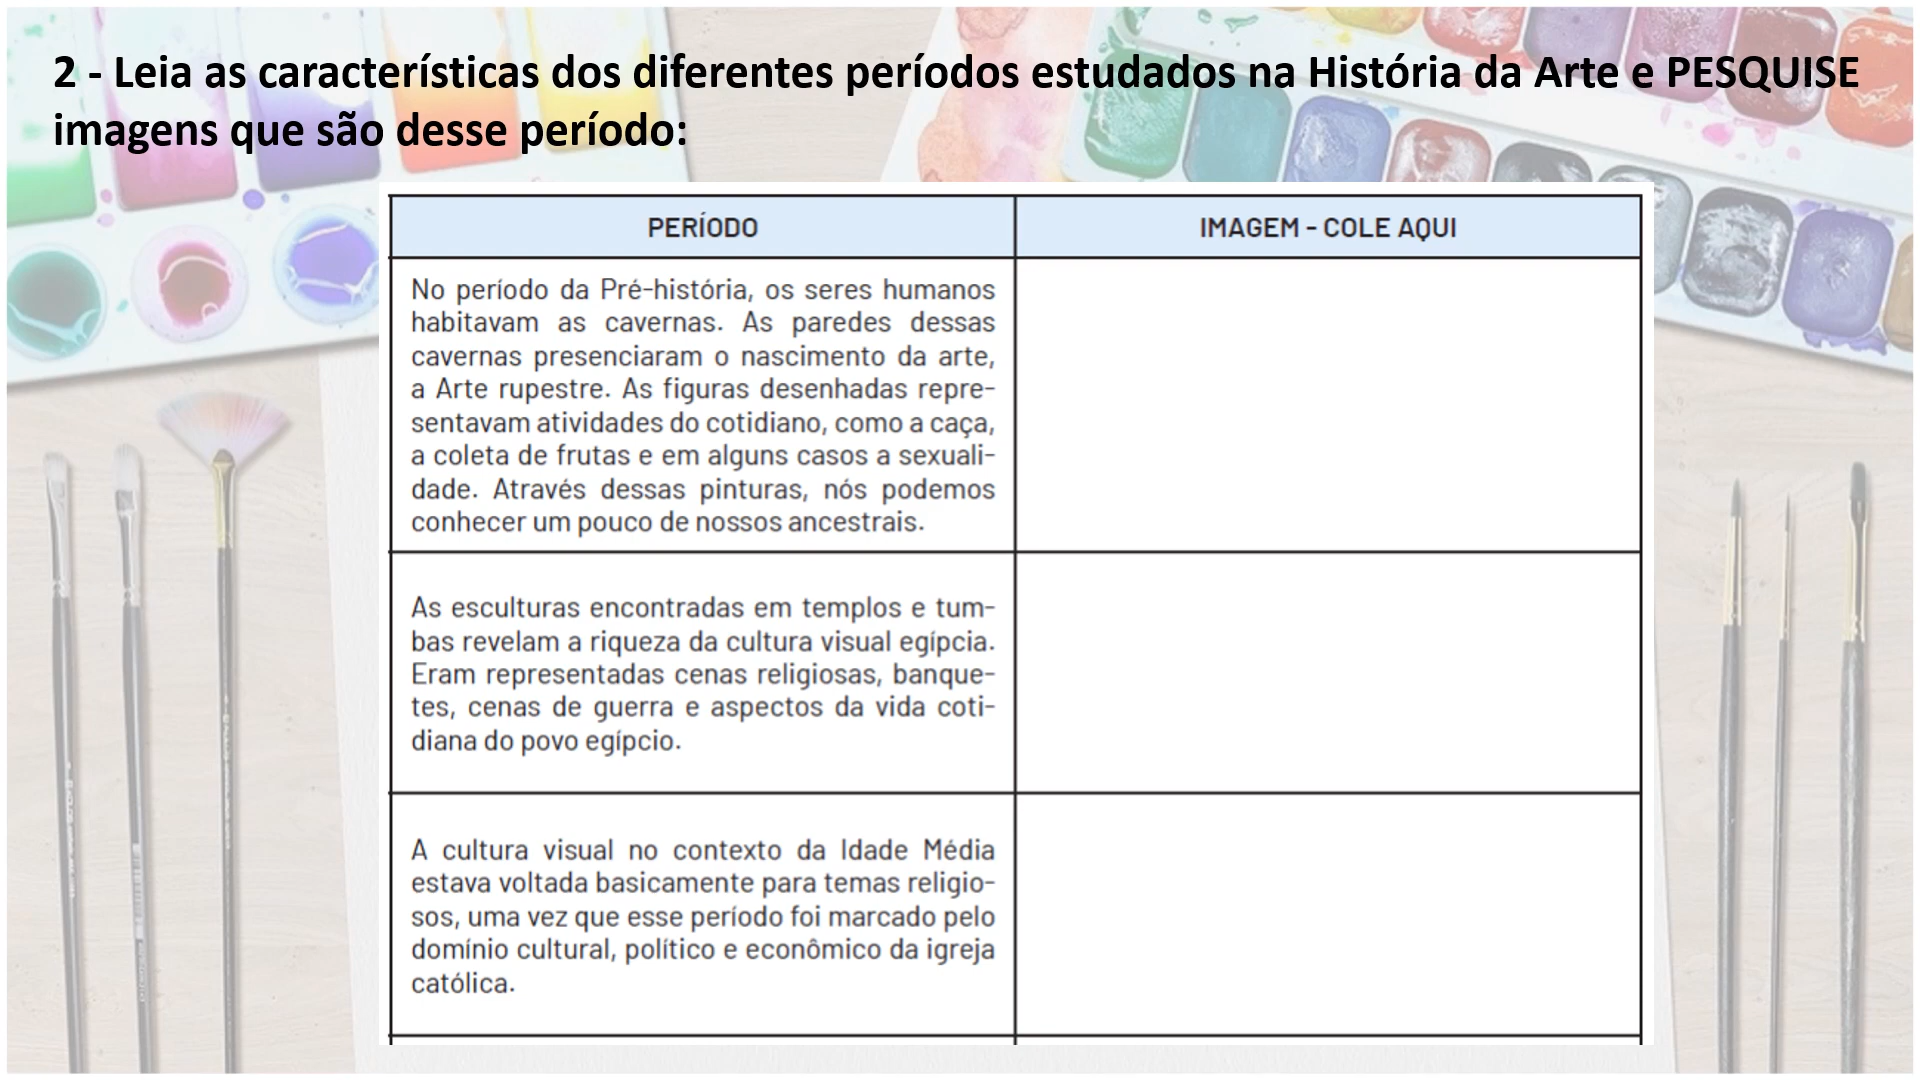 2 - Leia as características dos diferentes períodos estudados na História da Arte e PESQUISE
imagens que são desse período:
PERÍODO
IMAGEM - COLE AQUI
No período da Pré-história, os seres humanos
habitavam as cavernas. As paredes dessas
cavernas presenciaram o nascimento da arte,
a Arte rupestre. As figuras desenhadas repre-
sentavam atividades do cotidiano, como a caça,
a coleta de frutas e em alguns casos a sexuali-
dade. Através dessas pinturas, nós podemos
conhecer um pouco de nossos ancestrais.
As esculturas encontradas em templos e tum-
bas revelam a riqueza da cultura visual egípcia.
Eram representadas cenas religiosas, banque-
tes, cenas de guerra e aspectos da vida coti-
diana do povo egípcio.
A cultura visual no contexto da Idade Média
estava voltada basicamente para temas religio-
sos, uma vez que esse período foi marcado pelo
domínio cultural, político e econômico da igreja
católica.